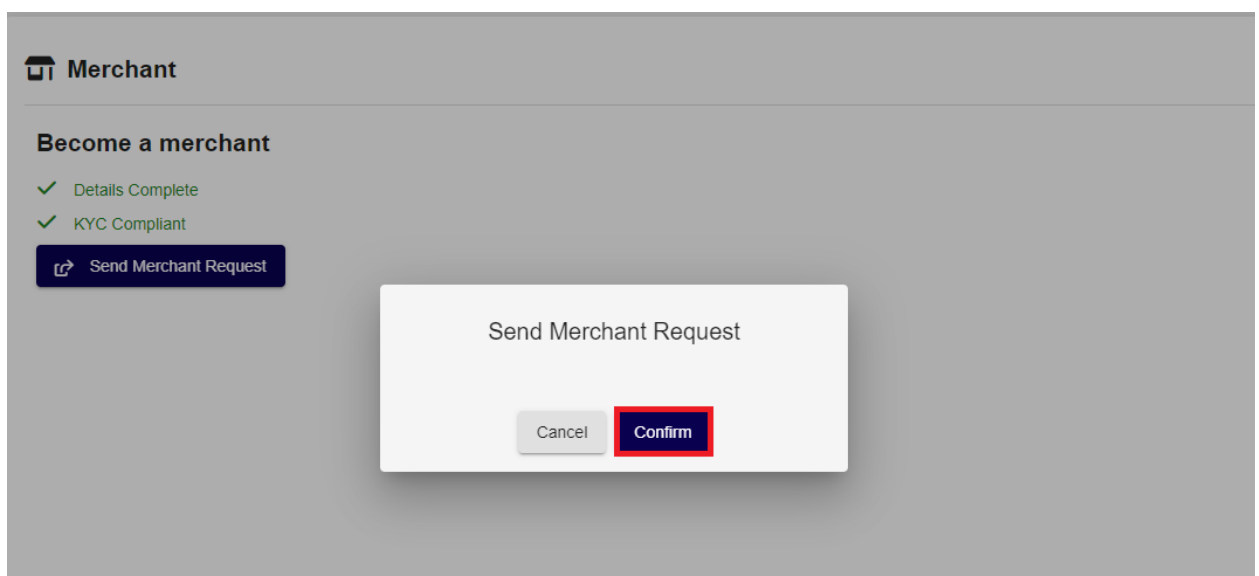 Merchant
Become a merchant
Details Complete
KYC Compliant
Send Merchant Request
Send Merchant Request
Cancel Confirm